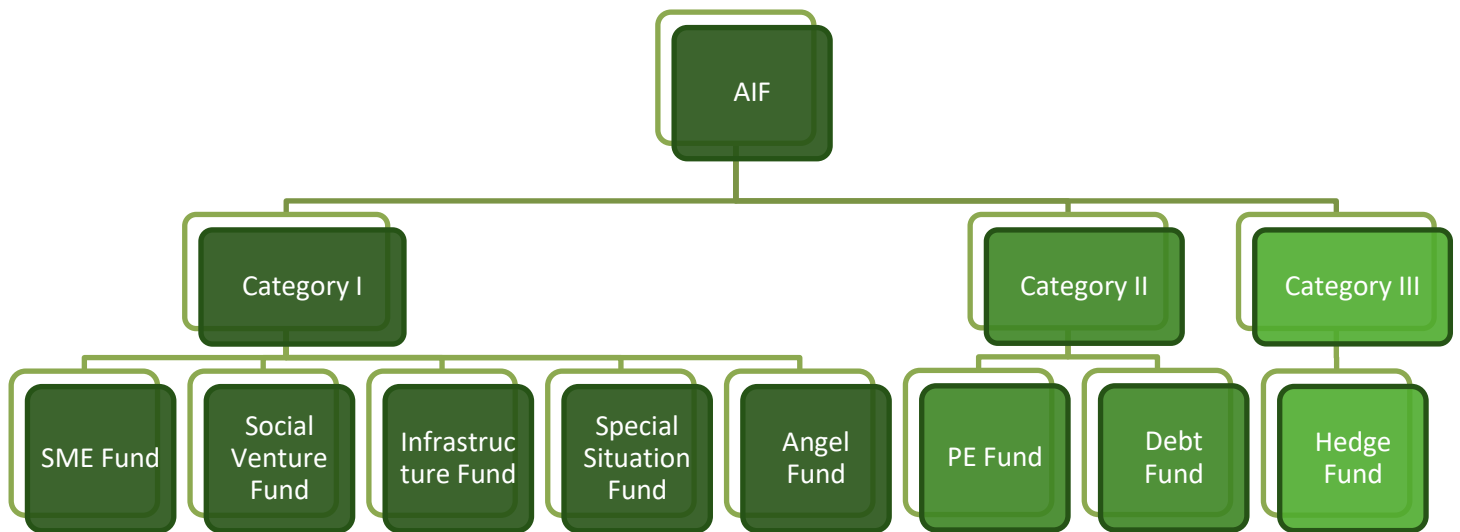 AIF
Category I
Category II
Category III
SME Fund
Social
Venture
Fund
Infrastruc
ture Fund
Special
Situation
Fund
Angel
Fund
PE Fund
Debt
Fund
Hedge
Fund